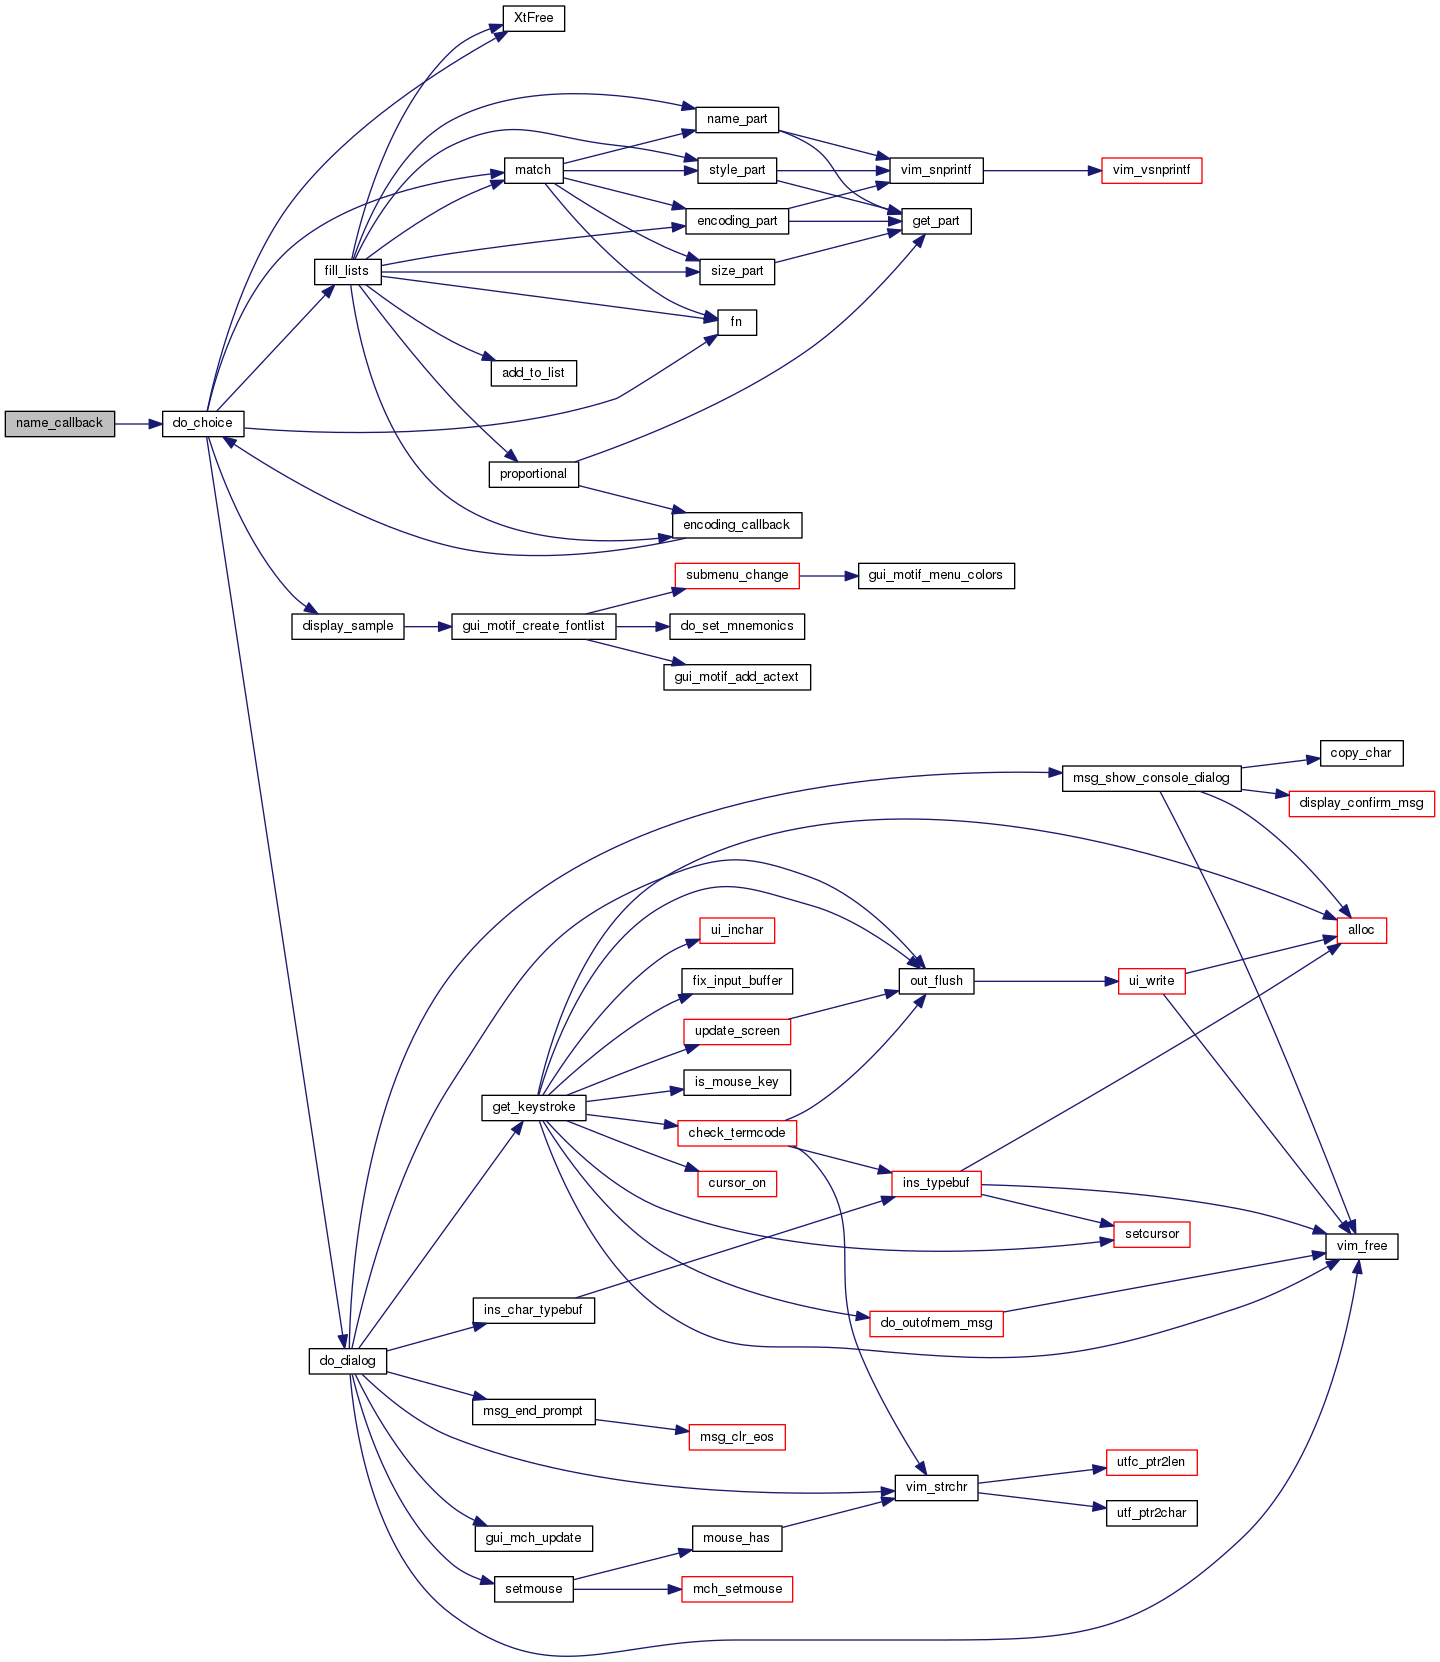 XtFree
name_part
match
style_part
vim_snprintf
vim_vsnprintf
encoding_part
get_part
fill_lists
size_part
fn
add_to_list
name_callback
do_choice
proportional
encoding_callback
submenu_change
gui_motif_menu_colors
display_sample
gui_motif_create_fontlist
do_set_mnemonics
gui_motif_add_actext
copy_char
msg_show_console_dialog
display_confirm_msg
ui_inchar
alloc
fix_input_buffer
out_flush
ui_write
update_screen
is_mouse_key
get_keystroke
check_termcode
cursor_on
ins_typebuf
setcursor
vim_free
ins_char_typebuf
do_outofmem_msg
do_dialog
msg_end_prompt
msg_clr_eos
utfc_ptr2len
vim_strchr
utf_ptr2char
gui_mch_update
mouse_has
setmouse
mch_setmouse